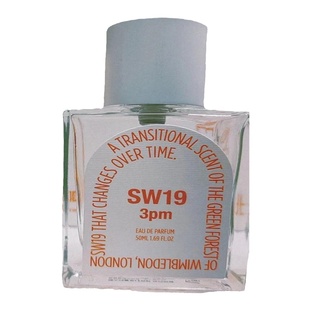 A TRANSITIONAL SCENT OF THE GREEN FOREST
OF WIMBLEDON, LONDON
SW19 THAT CHANGES
OVER TIME.
SW19
3pm
EAU DE PARFUM
50ML 1.69 FL OZ